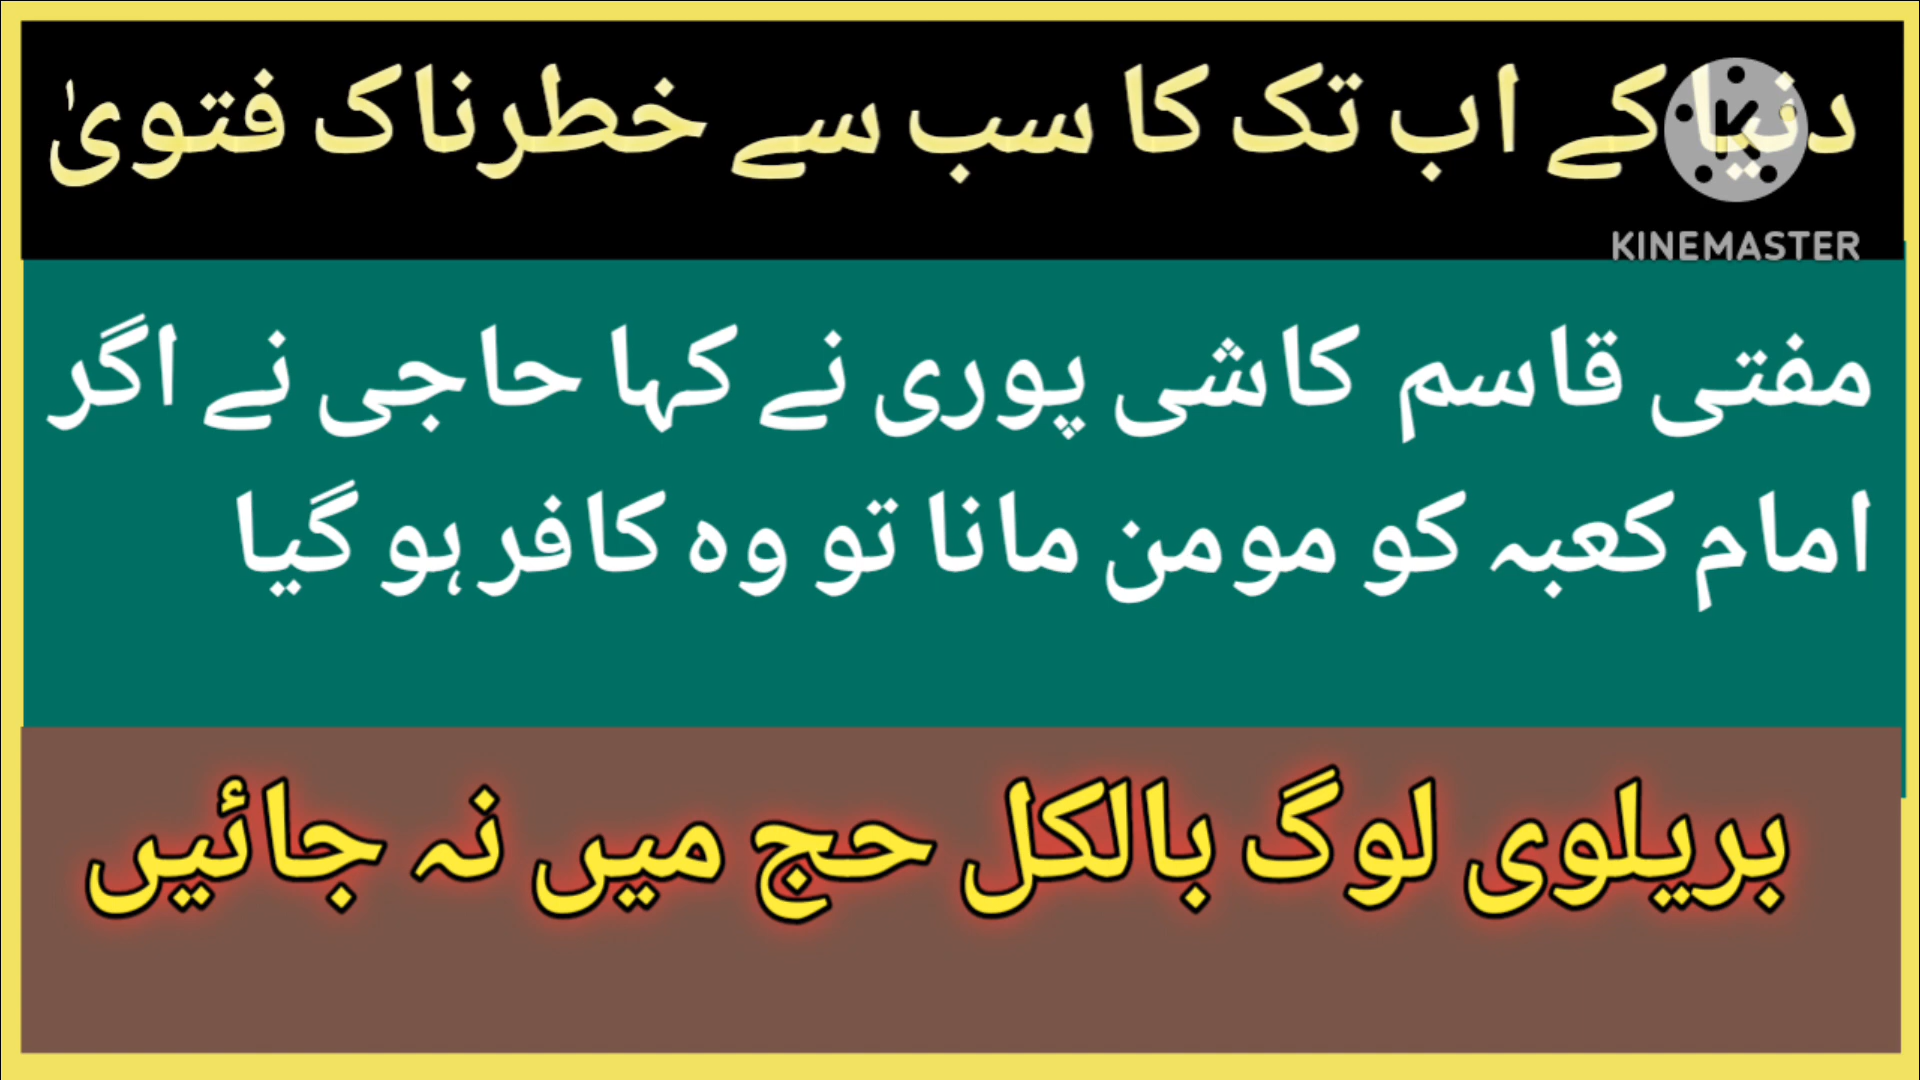 دنیا کے اب تک کا سب سے خطرناک فتویٰ
KINEMASTER
مفتی قاسم کاشی پوری نے کہا حاجی نے اگر
امام کعبہ کو مومن مانا تو وہ کافر ہو گیا
بریلوی لوگ بالکل حج میں نہ جائیں